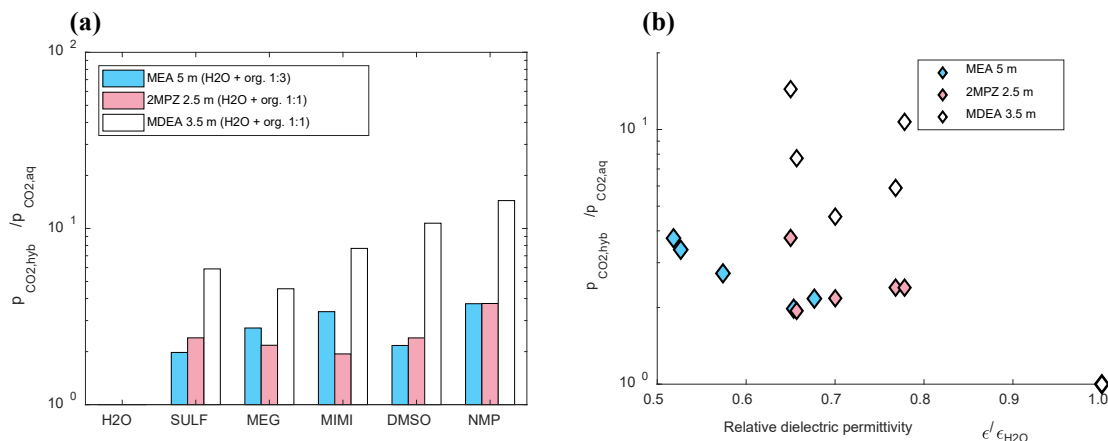 (a)
10 2
10 1
10 0
p CO2,hyb /p CO2,aq
MEA 5 m (H2O + org. 1:3)
2MPZ 2.5 m (H2O + org. 1:1)
MDEA 3.5 m (H2O + org. 1:1)
H2O SULF MEG MIMI DMSO NMP
(b)
10 1
10 0
p CO2,hyb /p CO2,aq
MEA 5 m
2MPZ 2.5 m
MDEA 3.5 m
0.5 0.6 0.7 0.8 0.9 1.0
Relative dielectric permittivity ϵ/ϵH2O